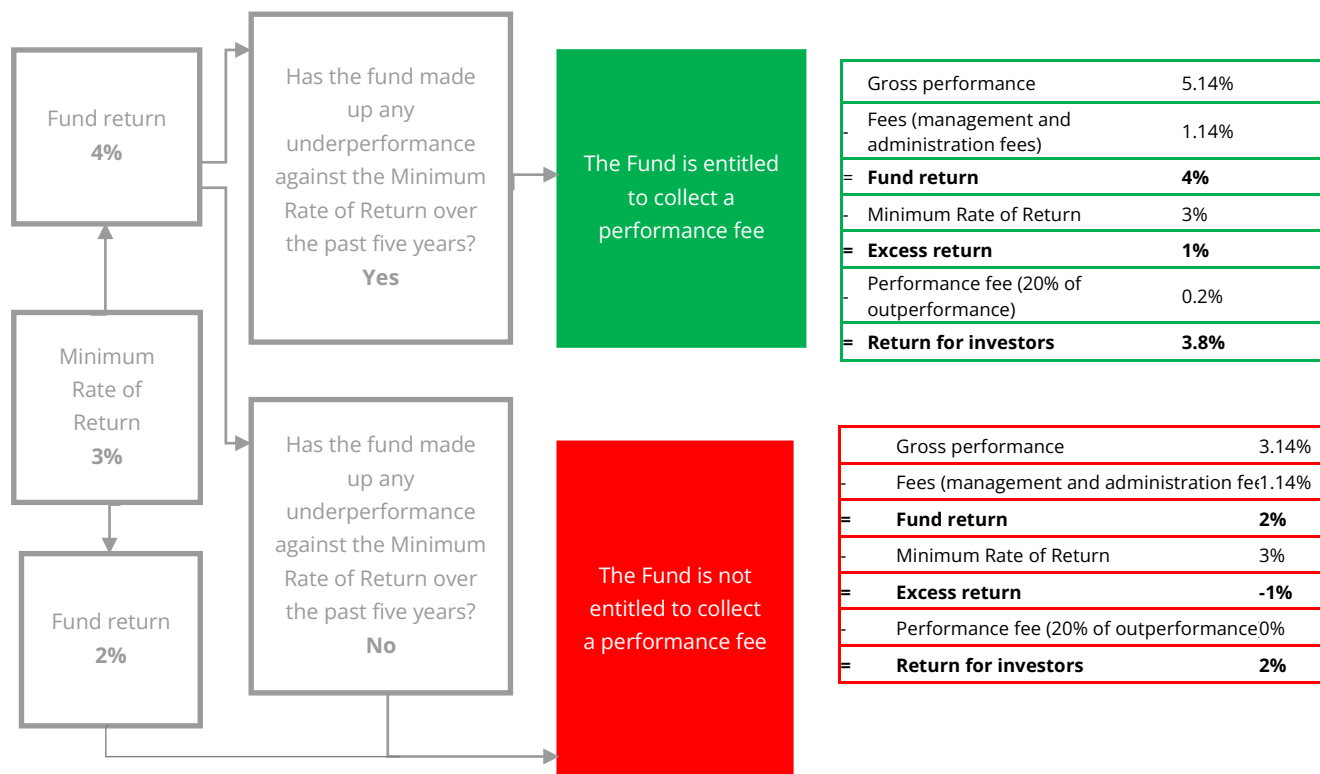 Fund return
4%
Minimum
Rate of
Return
3%
Fund return
2%
Has the fund made
up any
underperformance
against the Minimum
Rate of Return over
the past five years?
Yes
Has the fund made
up any
underperformance
against the Minimum
Rate of Return over
the past five years?
No
The Fund is entitled
to collect a
performance fee
The Fund is not
entitled to collect
a performance fee
Gross performance 5.14%
- Fees (management and
administration fees) 1.14%
= Fund return 4%
- Minimum Rate of Return 3%
= Excess return 1%
- Performance fee (20% of
outperformance) 0.2%
= Return for investors 3.8%
Gross performance 3.14%
- Fees (management and administration fee 1.14%
= Fund return 2%
- Minimum Rate of Return 3%
= Excess return -1%
- Performance fee (20% of outperformance 0%
= Return for investors 2%